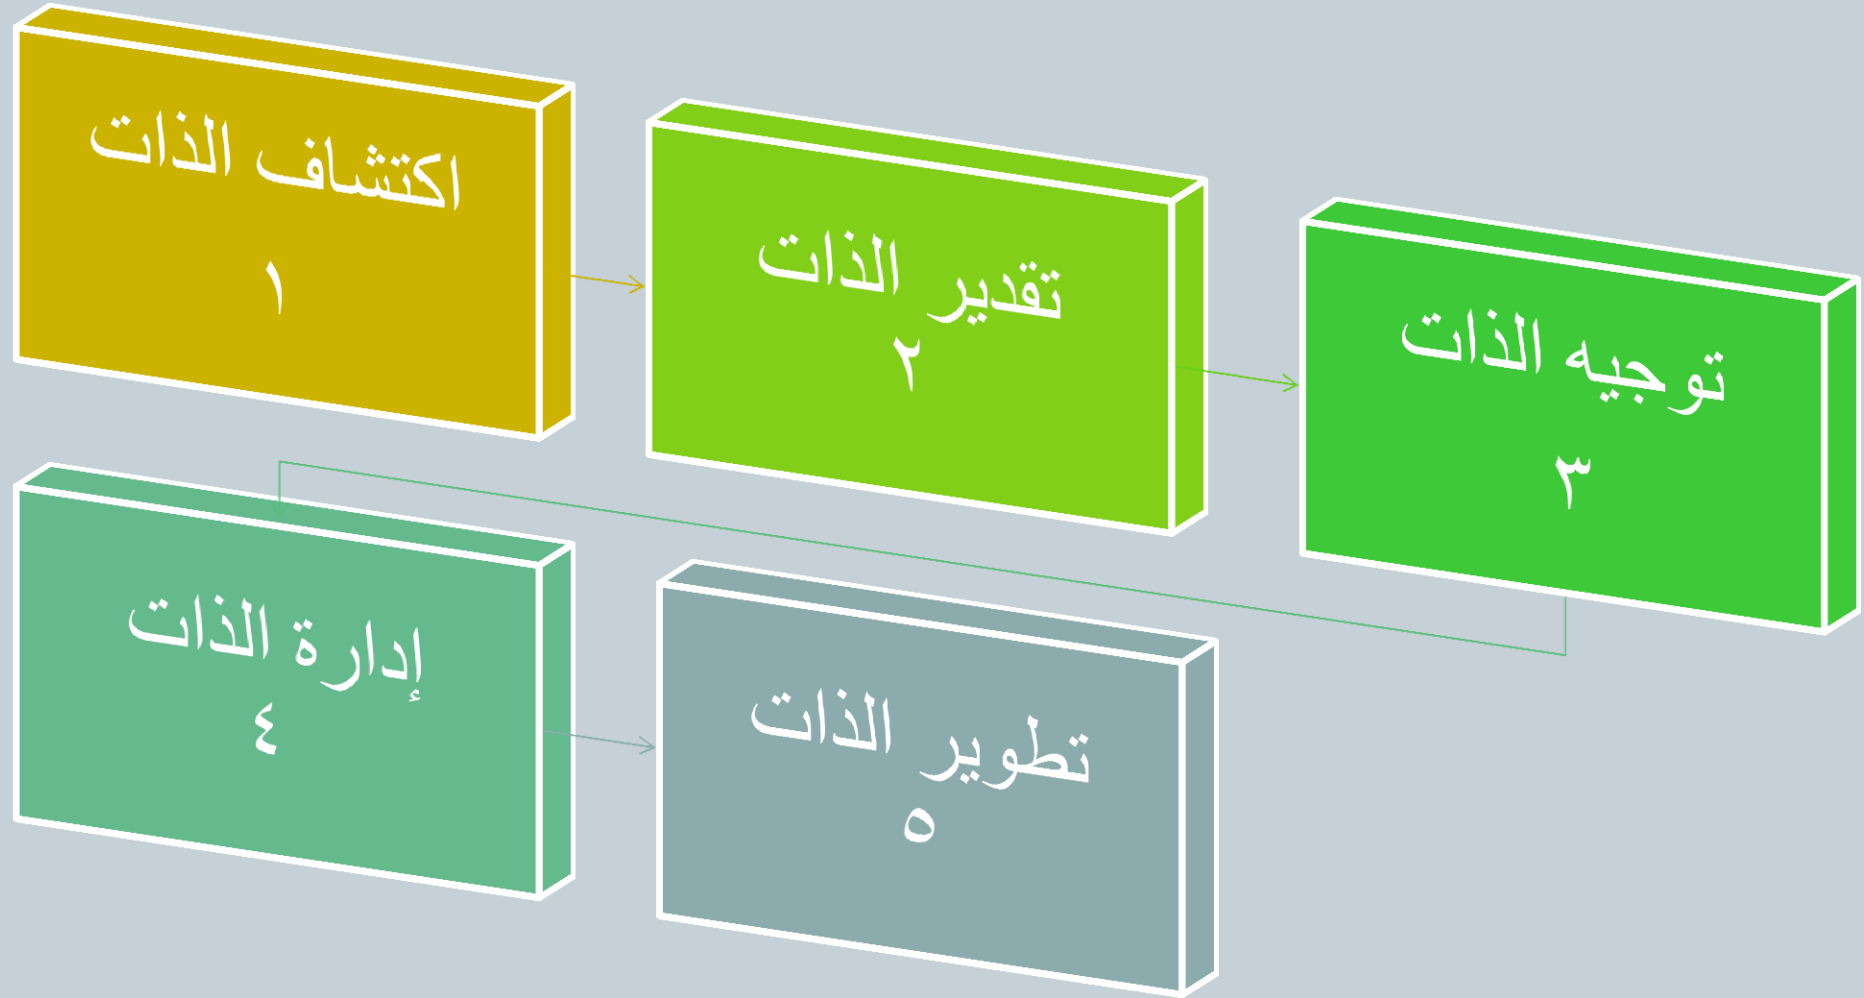 اكتشاف الذات
١
تقدير الذات
٢
توجيه الذات
٣
إدارة الذات
٤
تطوير الذات
٥